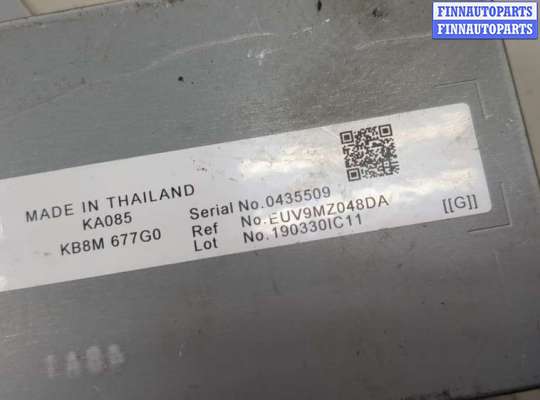 FINNAUTOPARTS
FINNAUTOPARTS
MADE IN THAILAND
KA085
KB8M 677G0
Serial No.0435509
Ref No.EUV9MZ048DA
Lot No.190330IC11
[[G]]